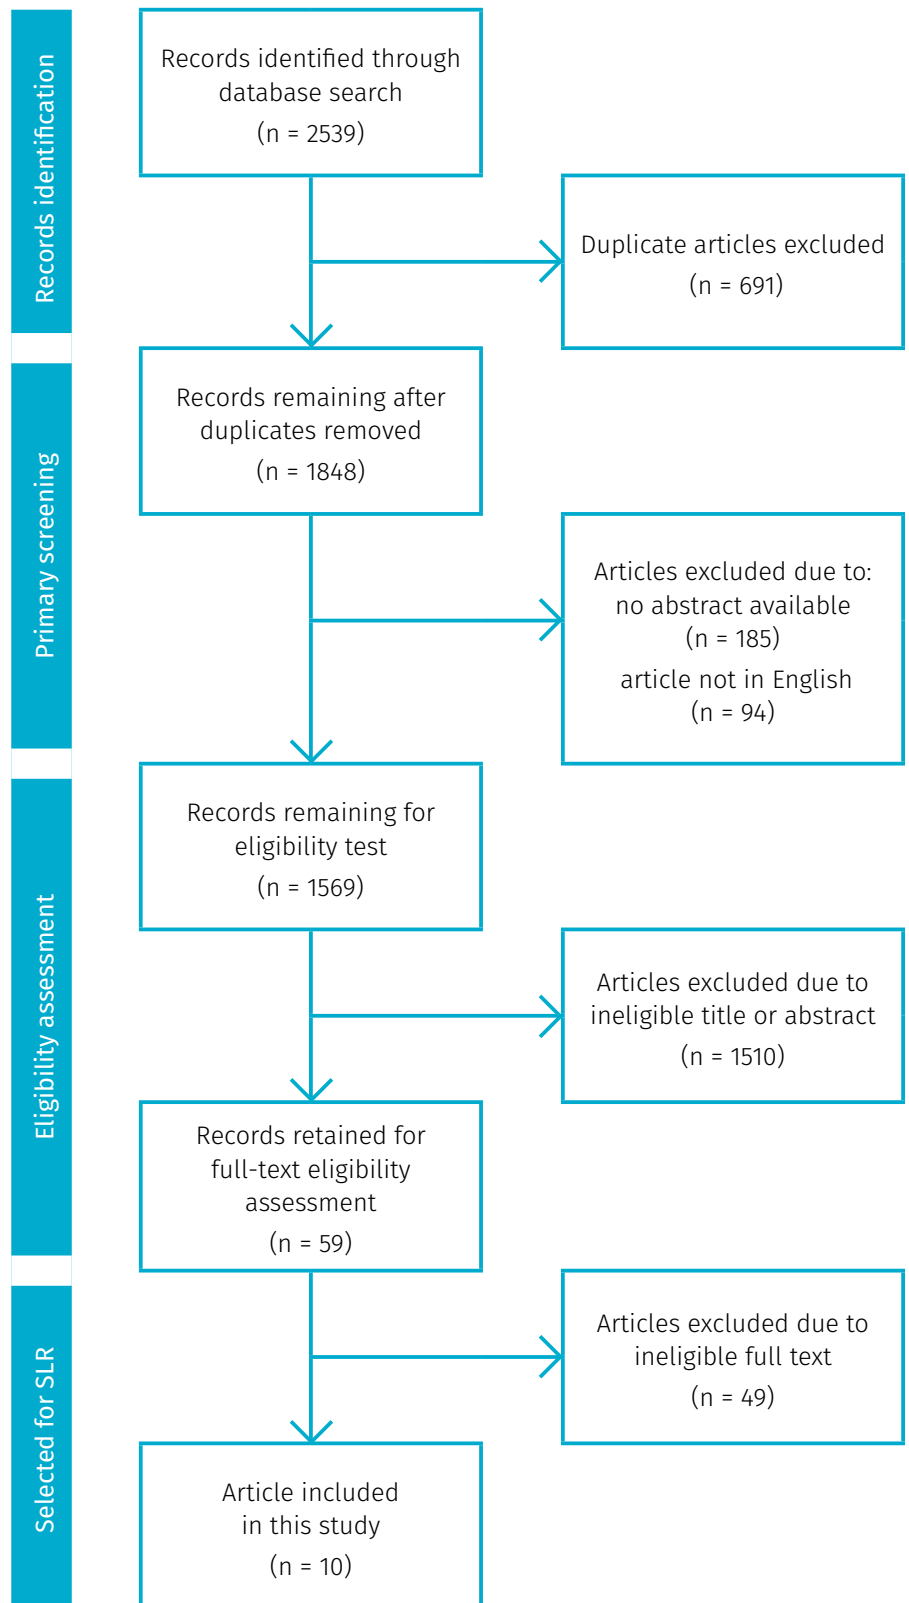 Records identification
Records identified through
database search
(n = 2539)
Duplicate articles excluded
(n = 691)
Primary screening
Records remaining after
duplicates removed
(n = 1848)
Articles excluded due to:
no abstract available
(n = 185)
article not in English
(n = 94)
Eligibility assessment
Records remaining for
eligibility test
(n = 1569)
Articles excluded due to
ineligible title or abstract
(n = 1510)
Records retained for
full-text eligibility
assessment
(n = 59)
Selected for SLR
Articles excluded due to
ineligible full text
(n = 49)
Article included
in this study
(n = 10)